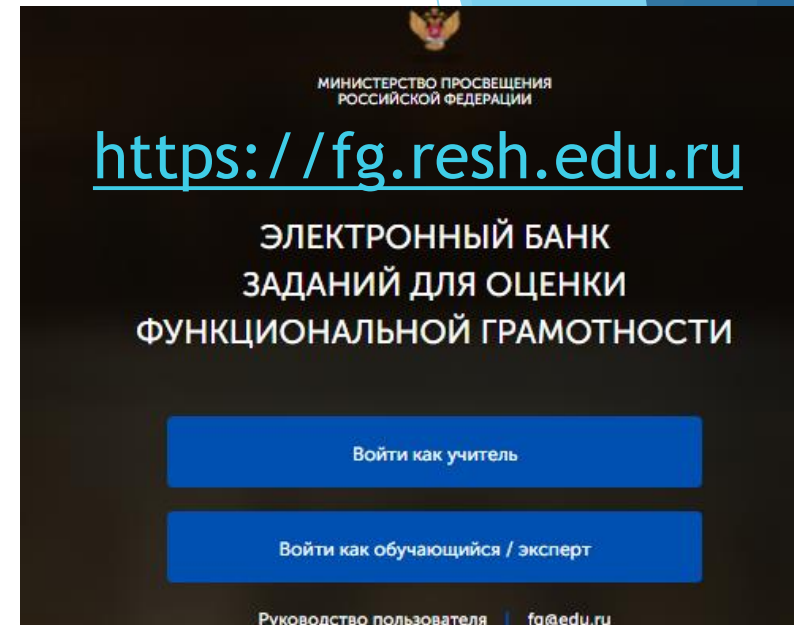 МИНИСТЕРСТВО ПРОСВЕЩЕНИЯ
РОССИЙСКОЙ ФЕДЕРАЦИИ
https://fg.resh.edu.ru
ЭЛЕКТРОННЫЙ БАНК
ЗАДАНИЙ ДЛЯ ОЦЕНКИ
ФУНКЦИОНАЛЬНОЙ ГРАМОТНОСТИ
Войти как учитель
Войти как обучающийся / эксперт
Руководство пользователя | fg@edu.ru